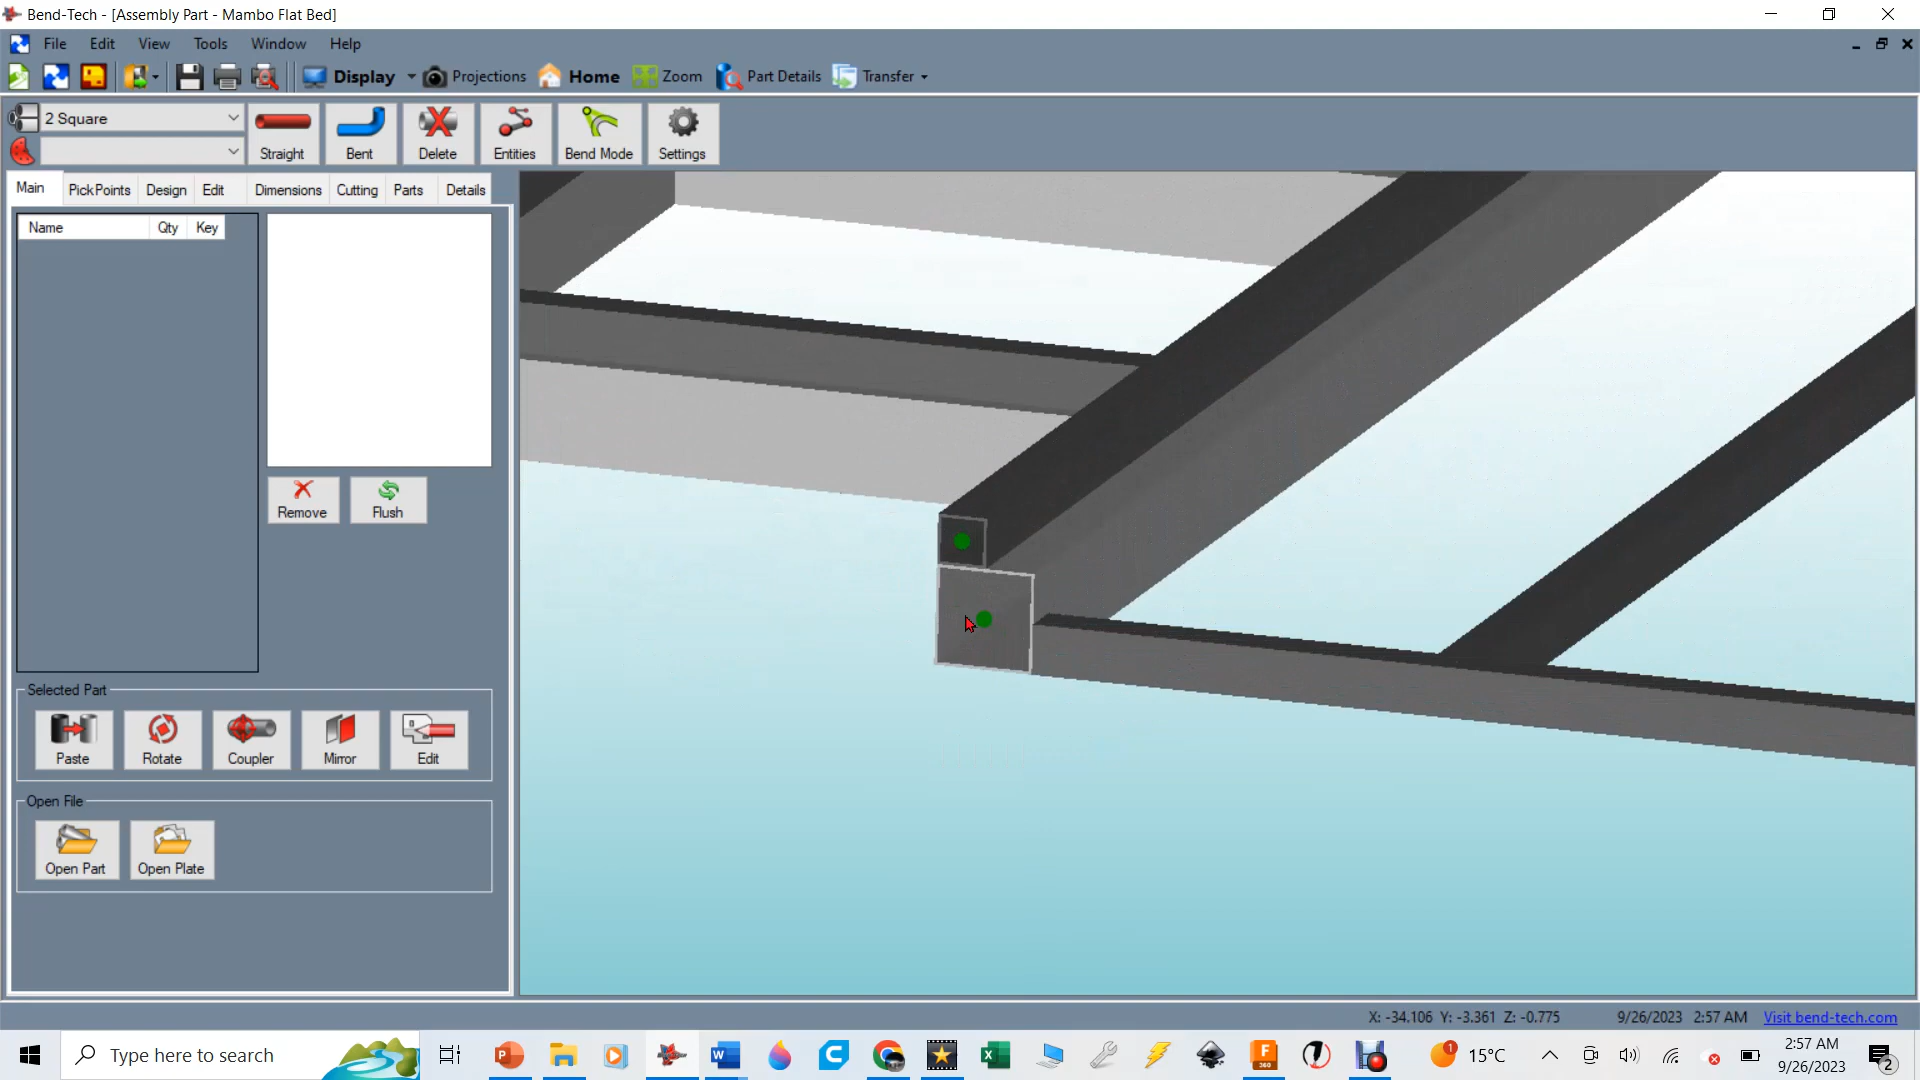 Bend-Tech - [Assembly Part - Mambo Flat Bed]
File Edit View Tools Window Help
Display Projections Home Zoom Part Details Transfer
2 Square
Straight Bent Delete Entities Bend Mode Settings
Main PickPoints Design Edit Dimensions Cutting Parts Details
Name Qty Key
Remove Flush
Selected Part
Paste Rotate Coupler Mirror Edit
Open File
Open Part Open Plate
X: -34.106 Y: -3.361 Z: -0.775 9/26/2023 2:57 AM Visit bend-tech.com
Type here to search
P W X F 360 1 15°C 2:57 AM
9/26/2023 2